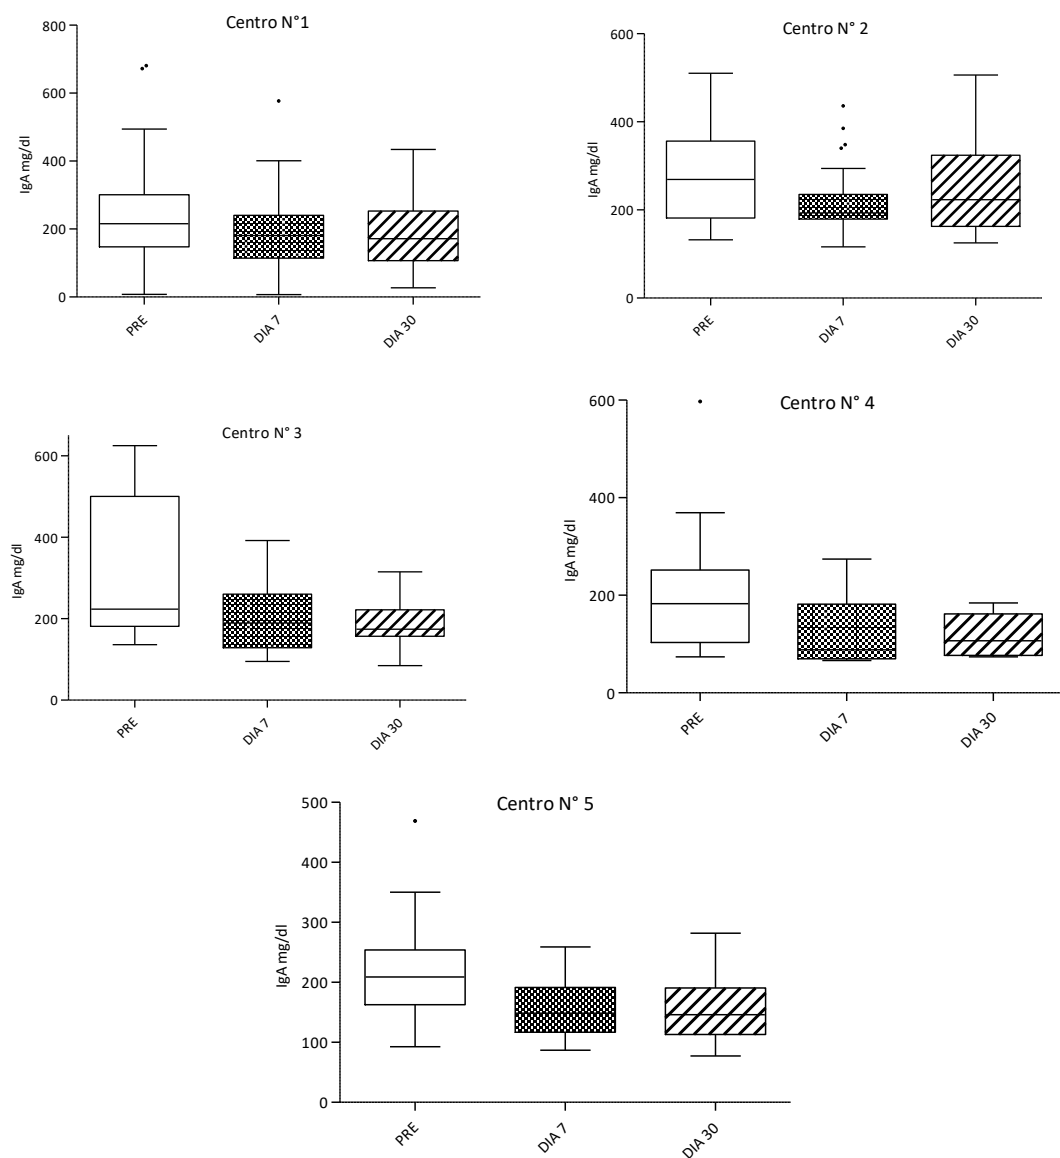 Centro N°1
IgA mg/dl
800
600
400
200
0
PRE
DIA 7
DIA 30
Centro N° 2
IgA mg/dl
600
400
200
0
PRE
DIA 7
DIA 30
Centro N° 3
IgA mg/dl
600
400
200
0
PRE
DIA 7
DIA 30
Centro N° 4
IgA mg/dl
600
400
200
0
PRE
DIA 7
DIA 30
Centro N° 5
IgA mg/dl
500
400
300
200
100
0
PRE
DIA 7
DIA 30